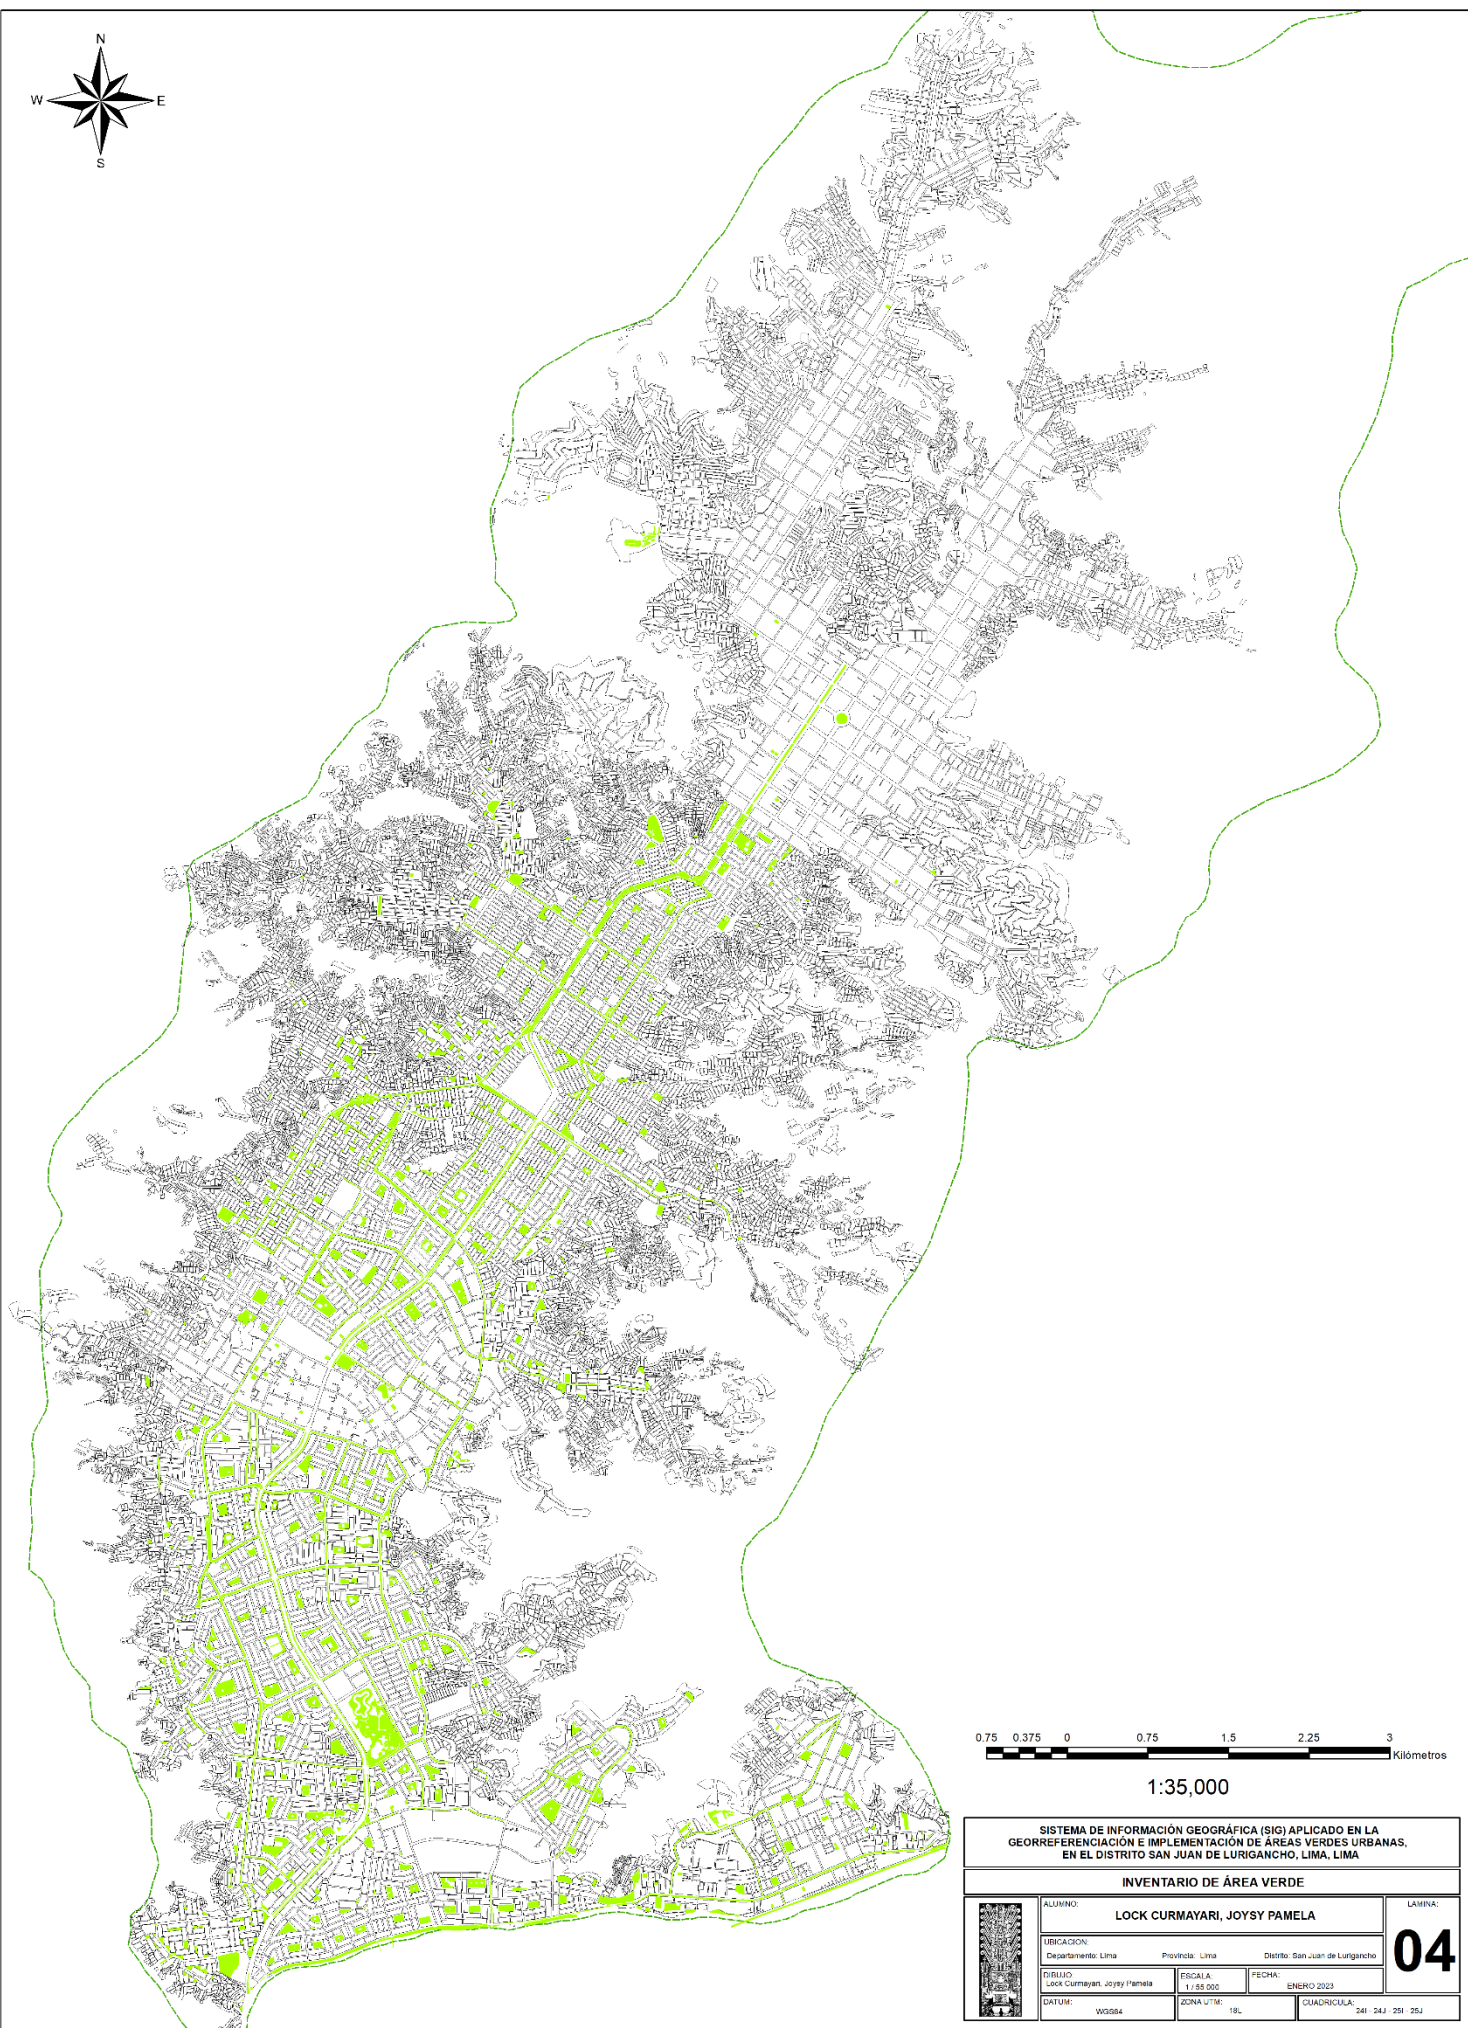 N
W E
S
0.75 0.375 0 0.75 1.5 2.25 3
Kilómetros
1:35,000
SISTEMA DE INFORMACIÓN GEOGRÁFICA (SIG) APLICADO EN LA
GEORREFERENCIACIÓN E IMPLEMENTACIÓN DE ÁREAS VERDES URBANAS,
EN EL DISTRITO SAN JUAN DE LURIGANCHO, LIMA, LIMA
INVENTARIO DE ÁREA VERDE
ALUMNO:
LOCK CURMAYARI, JOYSY PAMELA
LAMINA:
04
UBICACION:
Departamento: Lima Provincia: Lima Distrito: San Juan de Lurigancho
DIBUJO:
Lock Curmayari, Joysy Pamela
ESCALA:
1 / 55 000
FECHA:
ENERO 2023
DATUM:
WGS84
ZONA UTM:
18L
CUADRICULA:
24I - 24J - 25I - 25J